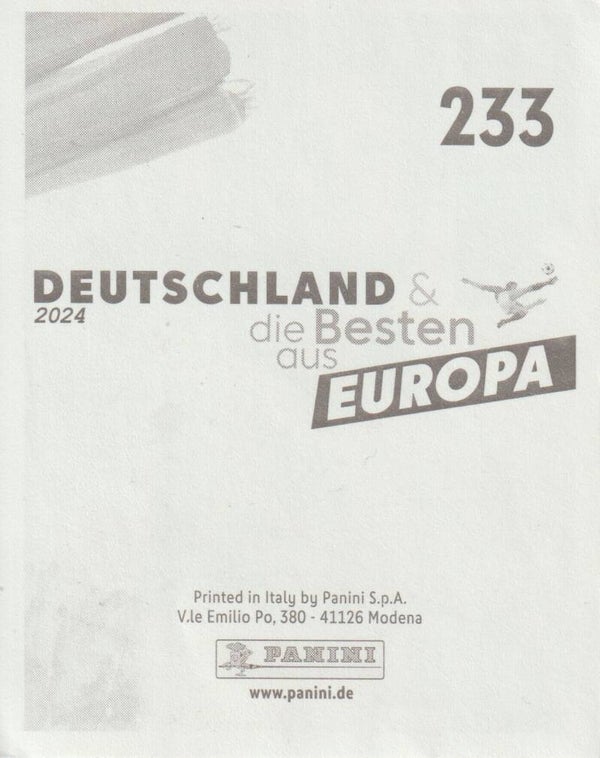 233
DEUTSCHLAND &
2024
die Besten
aus
EUROPA
Printed in Italy by Panini S.p.A.
V.le Emilio Po, 380 - 41126 Modena
PANINI
www.panini.de